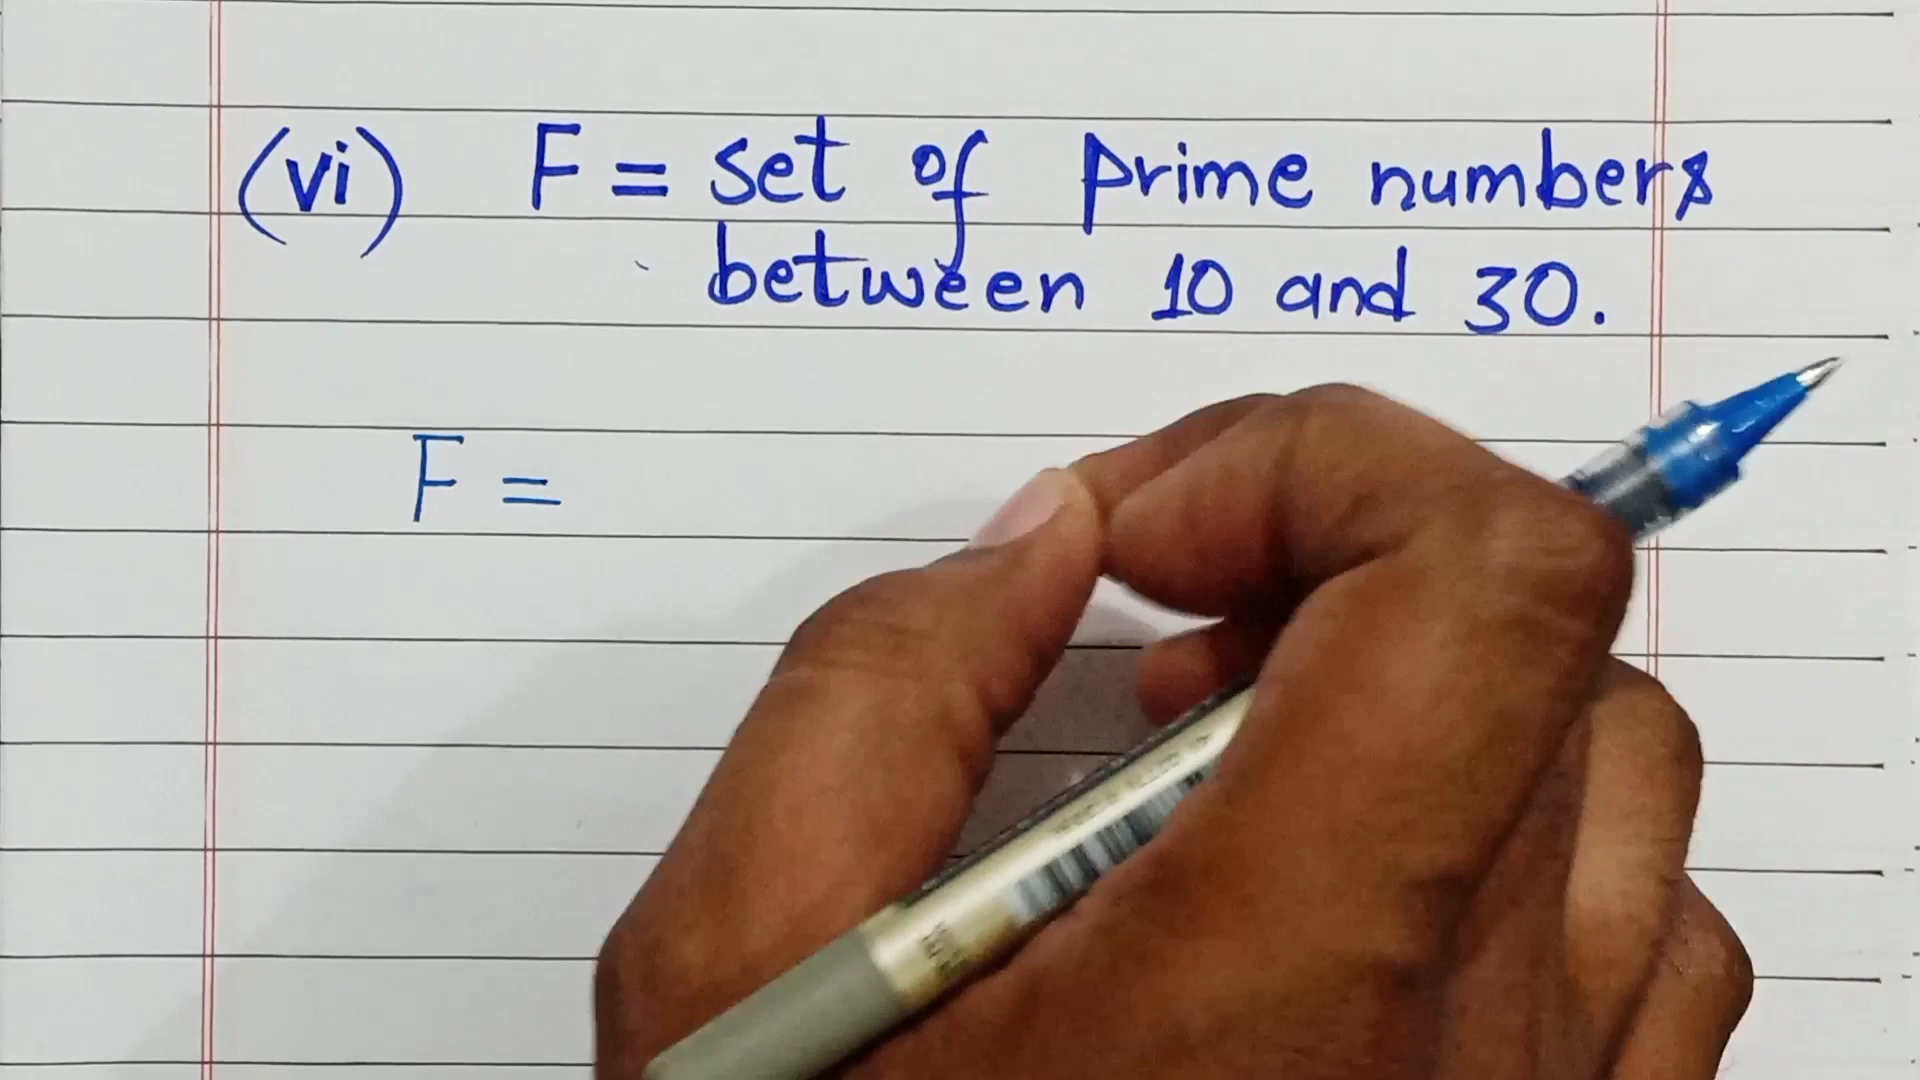 (vi) F = set of prime numbers
between 10 and 30.
F =